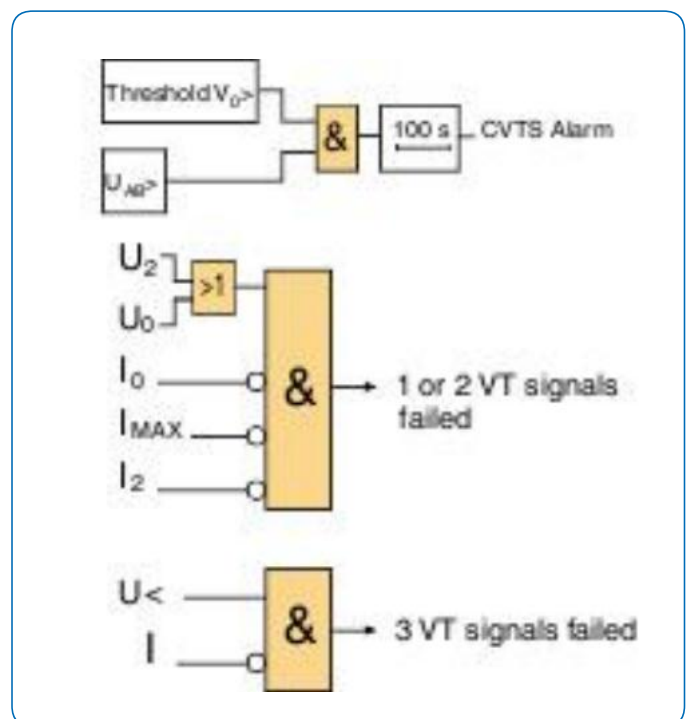 Threshold V0>
&
100 s
CVTS Alarm
UAB>
U2
>1
U0
I0
&
1 or 2 VT signals
failed
IMAX
I2
U<
&
3 VT signals failed
I